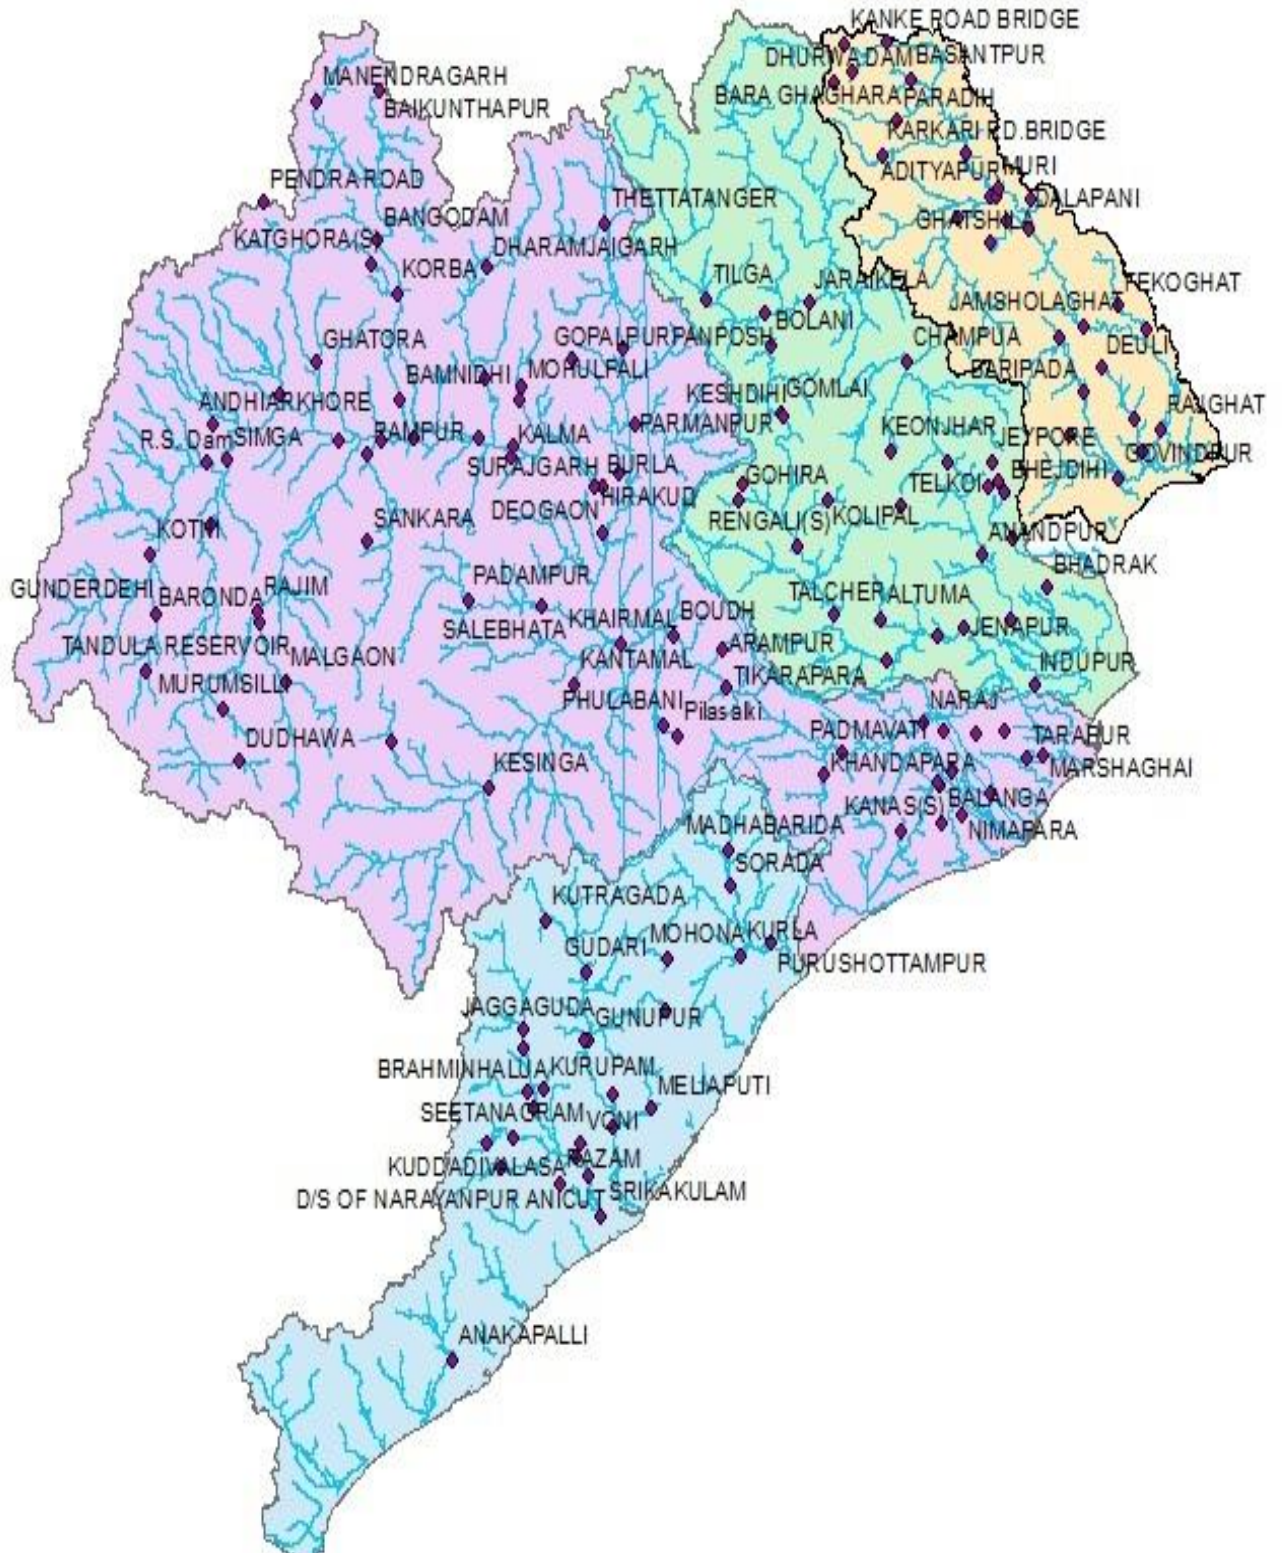 KANKE ROAD BRIDGE
DHURWA DAM
BASANTPUR
MANENDRAGARH
BARA GHAGHARA
PARADIH
BAIKUNTHAPUR
KARKARI RD.BRIDGE
ADITYAPUR
MURI
PENDRA ROAD
THETTATANGER
DALAPANI
BANGODAM
GHATSHILA
KATGHORA(S)
DHARAMJAIGARH
KORBA
TILGA
JARAIKELA
TEKOGHAT
JAMSHOLAGHAT
BOLANI
GHATORA
GOPALPUR
PANPOSH
CHAMPUA
DEULI
BAMNIDHI
MOHULPALI
BARIPADA
KESHDIHI
GOMLAI
ANDHIARKHORE
RAJGHAT
PARMANPUR
KEONJHAR
R.S. Dam
SIMGA
RAMPUR
KALMA
JEYPORE
GOVINDPUR
SURAJGARH
BURLA
GOHIRA
TELKOI
BHEJDIHI
HIRAKUD
DEOGAON
RENGALI(S)
KOLIPAL
SANKARA
KOTNI
ANANDPUR
BHADRAK
PADAMPUR
GUNDERDEHI
BARONDA
RAJIM
TALCHER
ALTUMA
KHAIRMAL
BOUDH
SALEBHATA
JENAPUR
TANDULA RESERVOIR
ARAMPUR
MALGAON
KANTAMAL
INDUPUR
TIKARAPARA
MURUMSILLI
PHULABANI
NARAJ
Pilasalki
PADMAVATI
DUDHAWA
TARAPUR
KESINGA
KHANDAPARA
MARSHAGHAI
KANAS(S)
BALANGA
MADHABARIDA
NIMAPARA
SORADA
KUTRAGADA
MOHONA
KURLA
GUDARI
PURUSHOTTAMPUR
JAGGAGUDA
GUNUPUR
BRAHMINHALUA
KURUPAM
MELIAPUTI
SEETANAGRAM
VONI
KUDDADIVALASA
RAZAM
D/S OF NARAYANPUR ANICUT
SRIKAKULAM
ANAKAPALLI